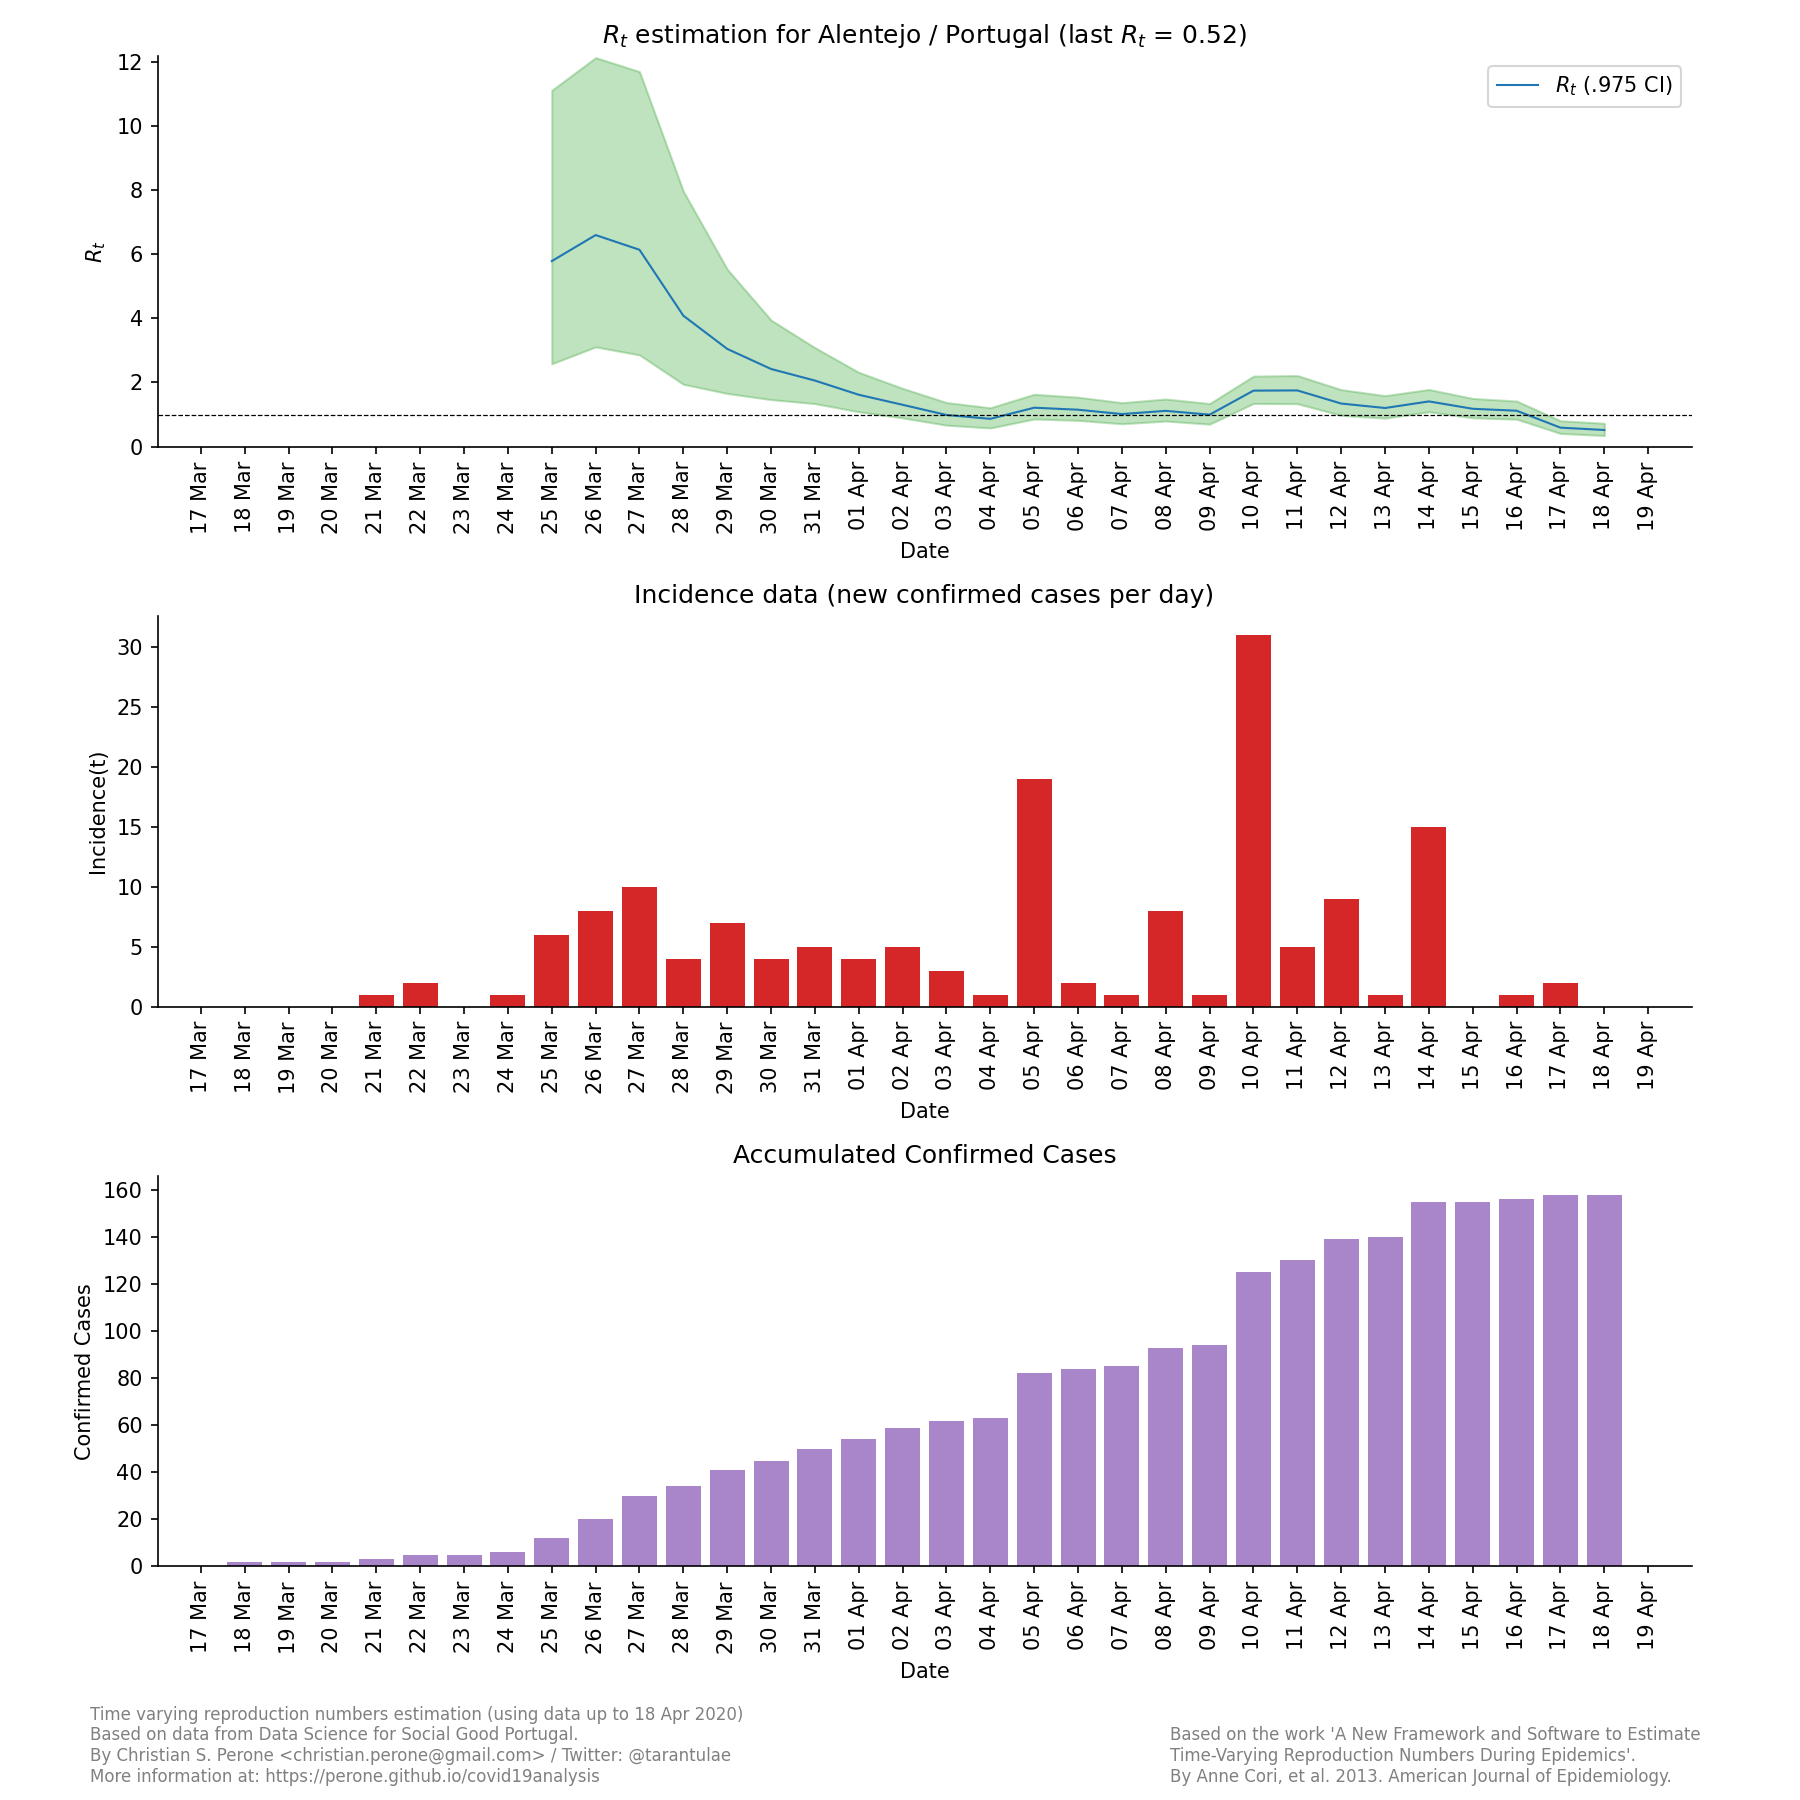 R_t estimation for Alentejo / Portugal (last R_t = 0.52)
12
10
8
6
4
2
0
R_t
R_t (.975 CI)
17 Mar
18 Mar
19 Mar
20 Mar
21 Mar
22 Mar
23 Mar
24 Mar
25 Mar
26 Mar
27 Mar
28 Mar
29 Mar
30 Mar
31 Mar
01 Apr
02 Apr
03 Apr
04 Apr
05 Apr
06 Apr
07 Apr
08 Apr
09 Apr
10 Apr
11 Apr
12 Apr
13 Apr
14 Apr
15 Apr
16 Apr
17 Apr
18 Apr
19 Apr
Date
Incidence data (new confirmed cases per day)
30
25
20
15
10
5
0
Incidence(t)
17 Mar
18 Mar
19 Mar
20 Mar
21 Mar
22 Mar
23 Mar
24 Mar
25 Mar
26 Mar
27 Mar
28 Mar
29 Mar
30 Mar
31 Mar
01 Apr
02 Apr
03 Apr
04 Apr
05 Apr
06 Apr
07 Apr
08 Apr
09 Apr
10 Apr
11 Apr
12 Apr
13 Apr
14 Apr
15 Apr
16 Apr
17 Apr
18 Apr
19 Apr
Date
Accumulated Confirmed Cases
160
140
120
100
80
60
40
20
0
Confirmed Cases
17 Mar
18 Mar
19 Mar
20 Mar
21 Mar
22 Mar
23 Mar
24 Mar
25 Mar
26 Mar
27 Mar
28 Mar
29 Mar
30 Mar
31 Mar
01 Apr
02 Apr
03 Apr
04 Apr
05 Apr
06 Apr
07 Apr
08 Apr
09 Apr
10 Apr
11 Apr
12 Apr
13 Apr
14 Apr
15 Apr
16 Apr
17 Apr
18 Apr
19 Apr
Date
Time varying reproduction numbers estimation (using data up to 18 Apr 2020)
Based on data from Data Science for Social Good Portugal.
By Christian S. Perone <christian.perone@gmail.com> / Twitter: @tarantulae
More information at: https://perone.github.io/covid19analysis
Based on the work 'A New Framework and Software to Estimate
Time-Varying Reproduction Numbers During Epidemics'.
By Anne Cori, et al. 2013. American Journal of Epidemiology.